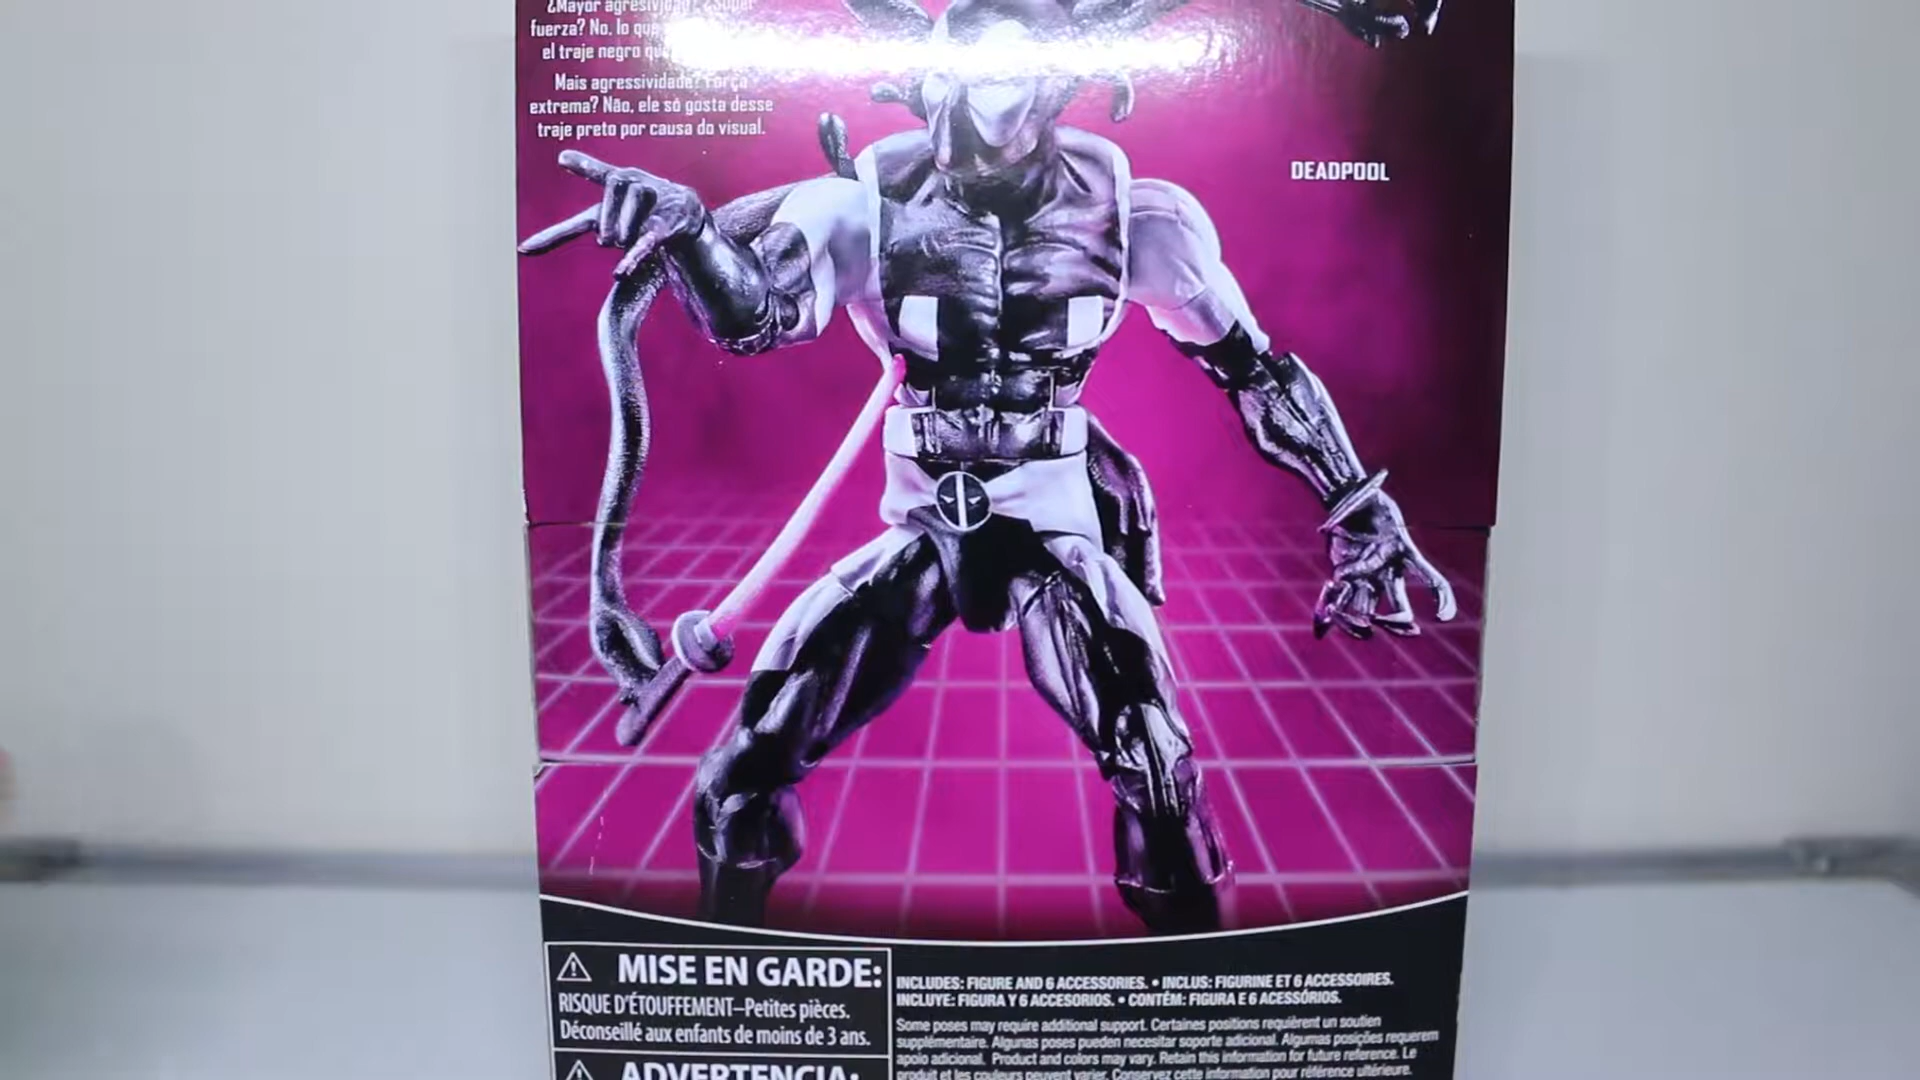 ¿Mayor
fuerza? No, lo que
el traje negro
Mais agressividade? Força
extrema? Não, ele só gosta desse
traje preto por causa do visual.
DEADPOOL
MISE EN GARDE:
RISQUE D'ÉTOUFFEMENT–Petites pièces.
Déconseillé aux enfants de moins de 3 ans.
ADVERTENCIA:
INCLUDES: FIGURE AND 6 ACCESSORIES. • INCLUS: FIGURINE ET 6 ACCESSOIRES.
INCLUYE: FIGURA Y 6 ACCESORIOS. • CONTÉM: FIGURA E 6 ACESSÓRIOS.
Some poses may require additional support. Certaines positions requièrent un soutien
supplémentaire. Algunas poses pueden necesitar soporte adicional. Algumas posições requerem
apoio adicional. Product and colors may vary. Retain this information for future reference. Le
produit et les couleurs peuvent varier. Conservez cette information pour référence ultérieure.